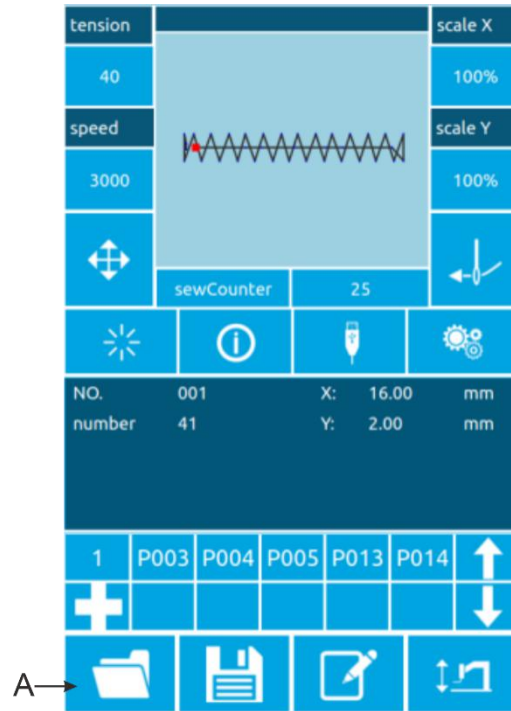 tension scale X
40 100%
speed scale Y
3000 100%
sewCounter 25
NO. 001 X: 16.00 mm
number 41 Y: 2.00 mm
1 P003 P004 P005 P013 P014
A